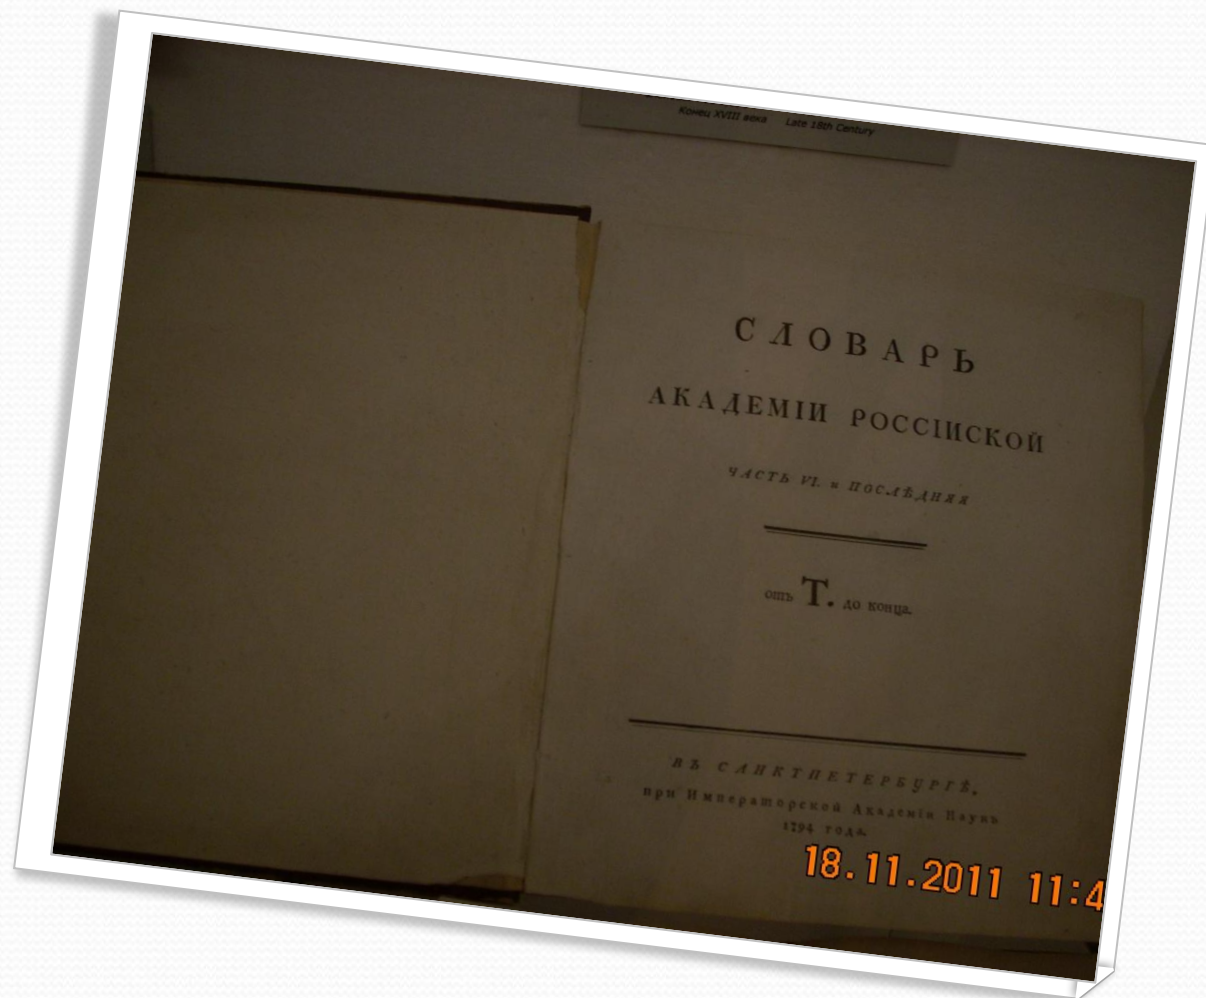 Конец XVIII века Late 18th Century
СЛОВАРЬ
АКАДЕМІИ РОССІЙСКОЙ
ЧАСТЬ VI. и ПОСЛѢДНЯЯ
отъ Т. до конца.
ВЪ САНКТПЕТЕРБУРГѢ,
при Императорской Академіи Наукъ
1794 года.
18.11.2011 11:4